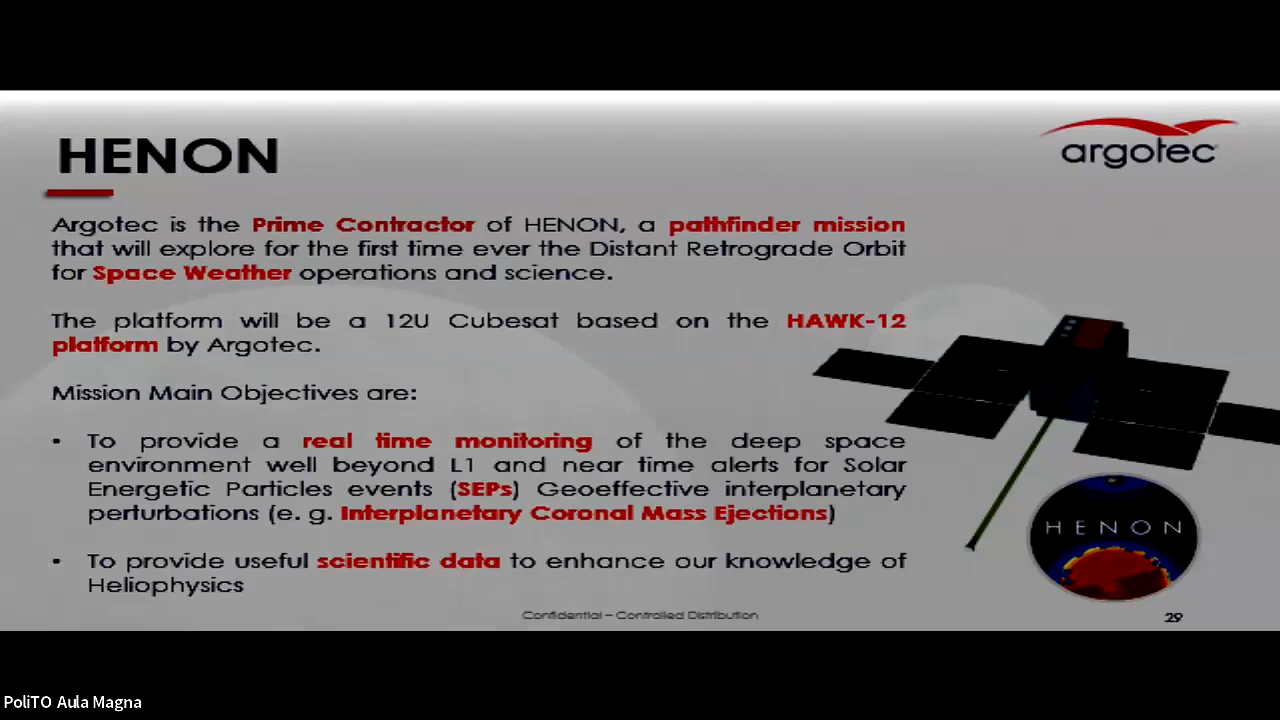 HENON
argotec
Argotec is the Prime Contractor of HENON, a pathfinder mission
that will explore for the first time ever the Distant Retrograde Orbit
for Space Weather operations and science.
The platform will be a 12U Cubesat based on the HAWK-12
platform by Argotec.
Mission Main Objectives are:
• To provide a real time monitoring of the deep space
environment well beyond L1 and near time alerts for Solar
Energetic Particles events (SEPs) Geoeffective interplanetary
perturbations (e. g. Interplanetary Coronal Mass Ejections)
• To provide useful scientific data to enhance our knowledge of
Heliophysics
HENON
Confidential – Controlled Distribution
29
PoliTO Aula Magna